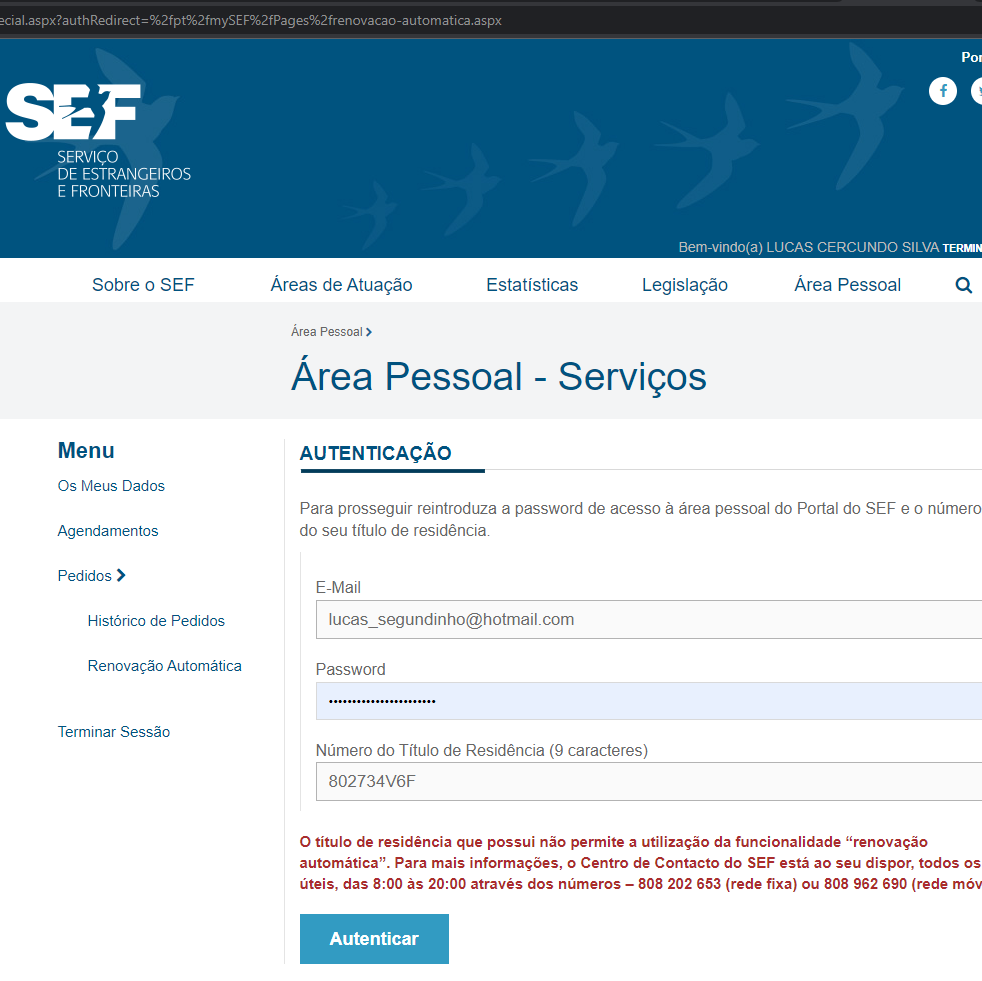 ecial.aspx?authRedirect=%2fpt%2fmySEF%2fPages%2frenovacao-automatica.aspx
Por
SEF
SERVIÇO
DE ESTRANGEIROS
E FRONTEIRAS
Bem-vindo(a) LUCAS CERCUNDO SILVA TERMIN
Sobre o SEF Áreas de Atuação Estatísticas Legislação Área Pessoal
Área Pessoal
Área Pessoal - Serviços
Menu
Os Meus Dados
Agendamentos
Pedidos
Histórico de Pedidos
Renovação Automática
Terminar Sessão
AUTENTICAÇÃO
Para prosseguir reintroduza a password de acesso à área pessoal do Portal do SEF e o número
do seu título de residência.
E-Mail
lucas_segundinho@hotmail.com
Password
Número do Título de Residência (9 caracteres)
802734V6F
O título de residência que possui não permite a utilização da funcionalidade “renovação
automática”. Para mais informações, o Centro de Contacto do SEF está ao seu dispor, todos os
úteis, das 8:00 às 20:00 através dos números – 808 202 653 (rede fixa) ou 808 962 690 (rede móv
Autenticar